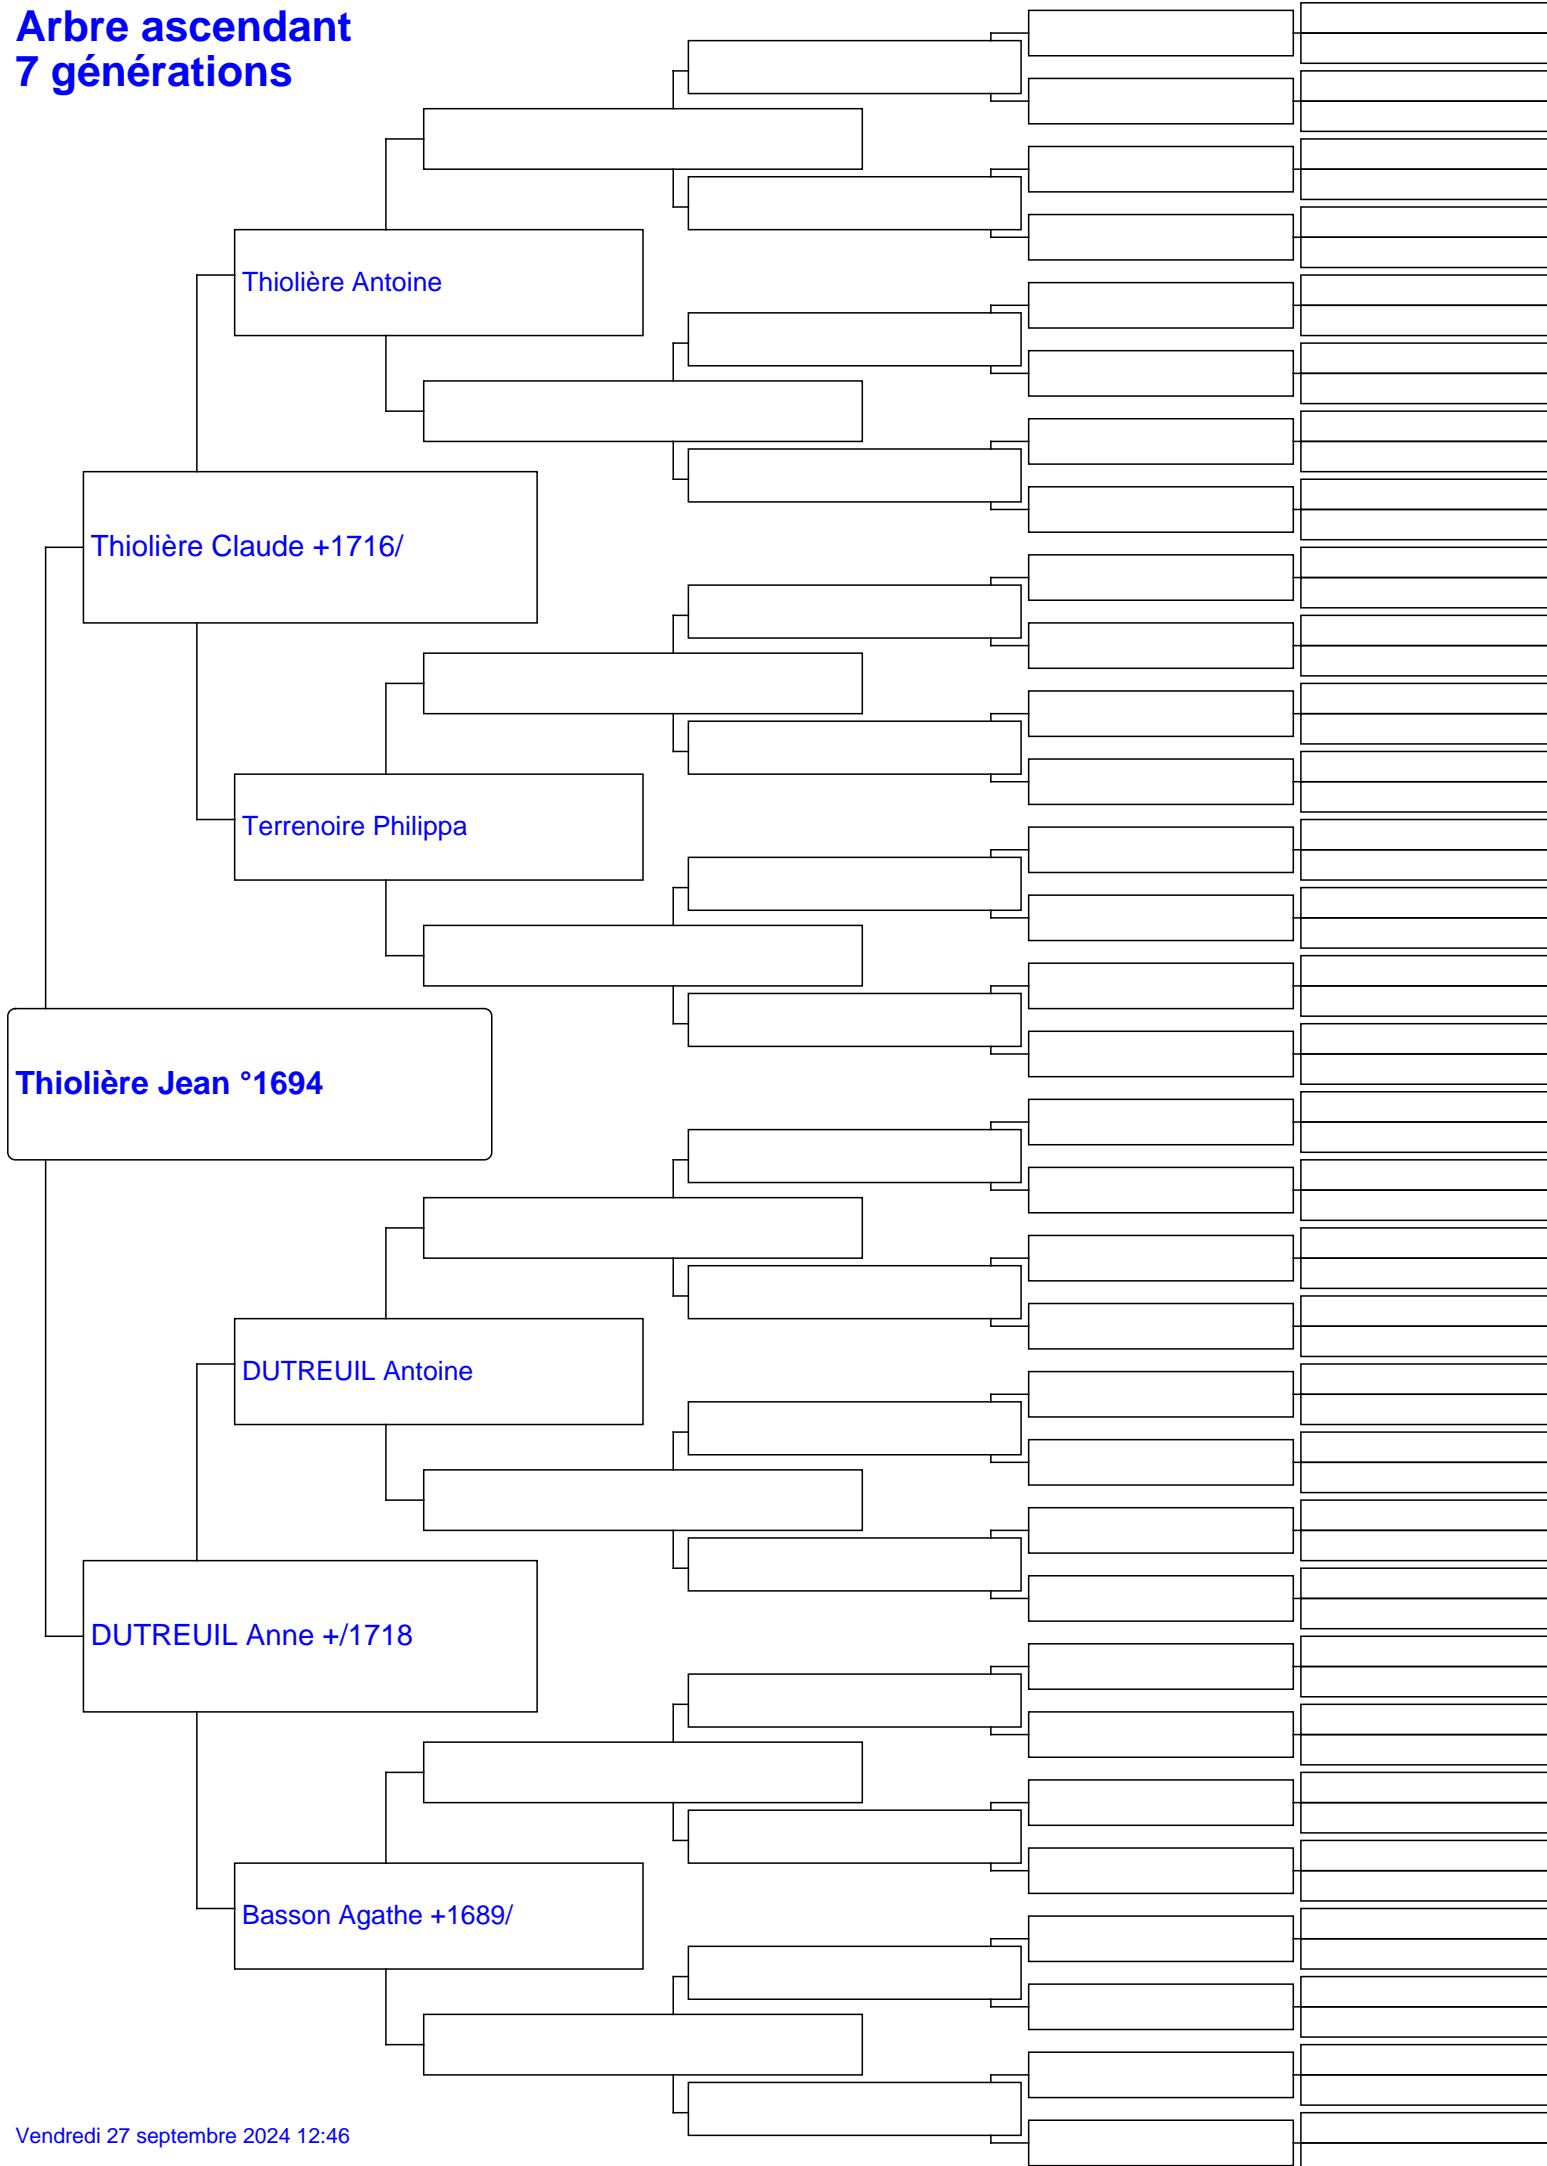 Arbre ascendant
7 générations
Thiolière Antoine
Thiolière Claude +1716/
Terrenoire Philippa
Thiolière Jean °1694
DUTREUIL Antoine
DUTREUIL Anne +/1718
Basson Agathe +1689/
Vendredi 27 septembre 2024 12:46